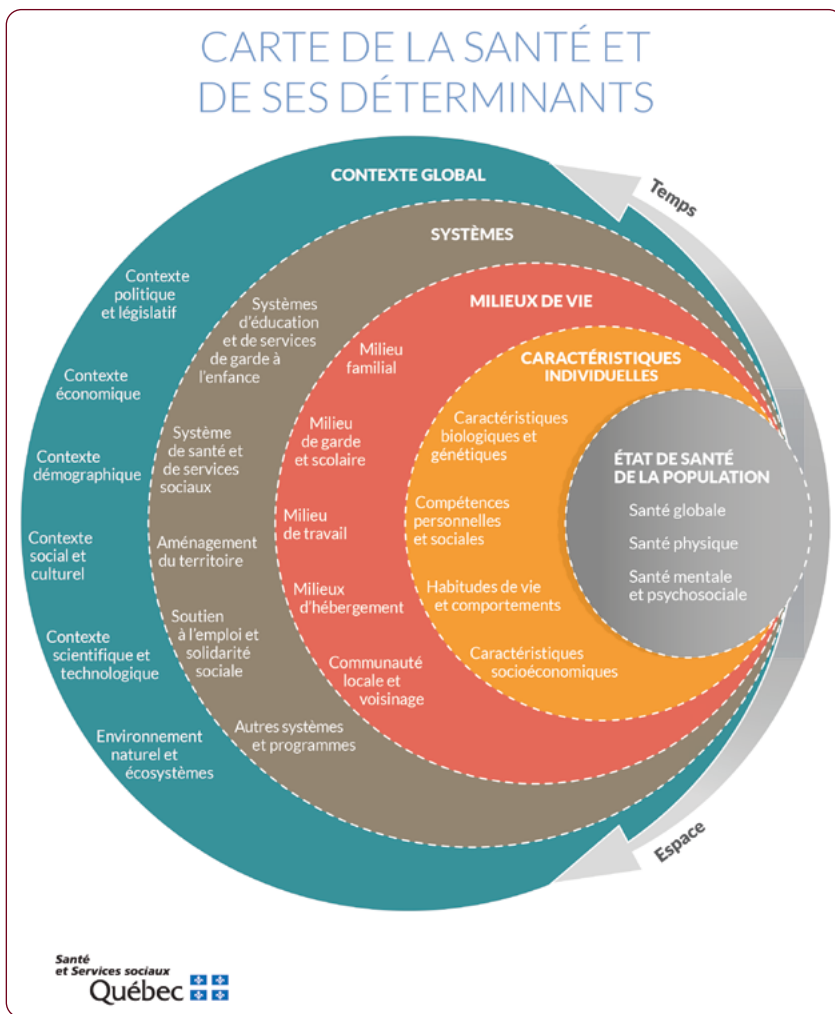 CARTE DE LA SANTÉ ET
DE SES DÉTERMINANTS
CONTEXTE GLOBAL
Temps
SYSTÈMES
MILIEUX DE VIE
CARACTÉRISTIQUES
INDIVIDUELLES
ÉTAT DE SANTÉ
DE LA POPULATION
Santé globale
Santé physique
Santé mentale
et psychosociale
Contexte
politique
et législatif
Contexte
économique
Contexte
démographique
Contexte
social et
culturel
Contexte
scientifique et
technologique
Environnement
naturel et
écosystèmes
Systèmes
d'éducation
et de services
de garde à
l'enfance
Système
de santé et
de services
sociaux
Aménagement
du territoire
Soutien
à l'emploi et
solidarité
sociale
Autres systèmes
et programmes
Milieu
familial
Milieu
de garde
et scolaire
Milieu
de travail
Milieux
d'hébergement
Communauté
locale et
voisinage
Caractéristiques
biologiques et
génétiques
Compétences
personnelles
et sociales
Habitudes de vie
et comportements
Caractéristiques
socioéconomiques
Espace
Santé
et Services sociaux
Québec